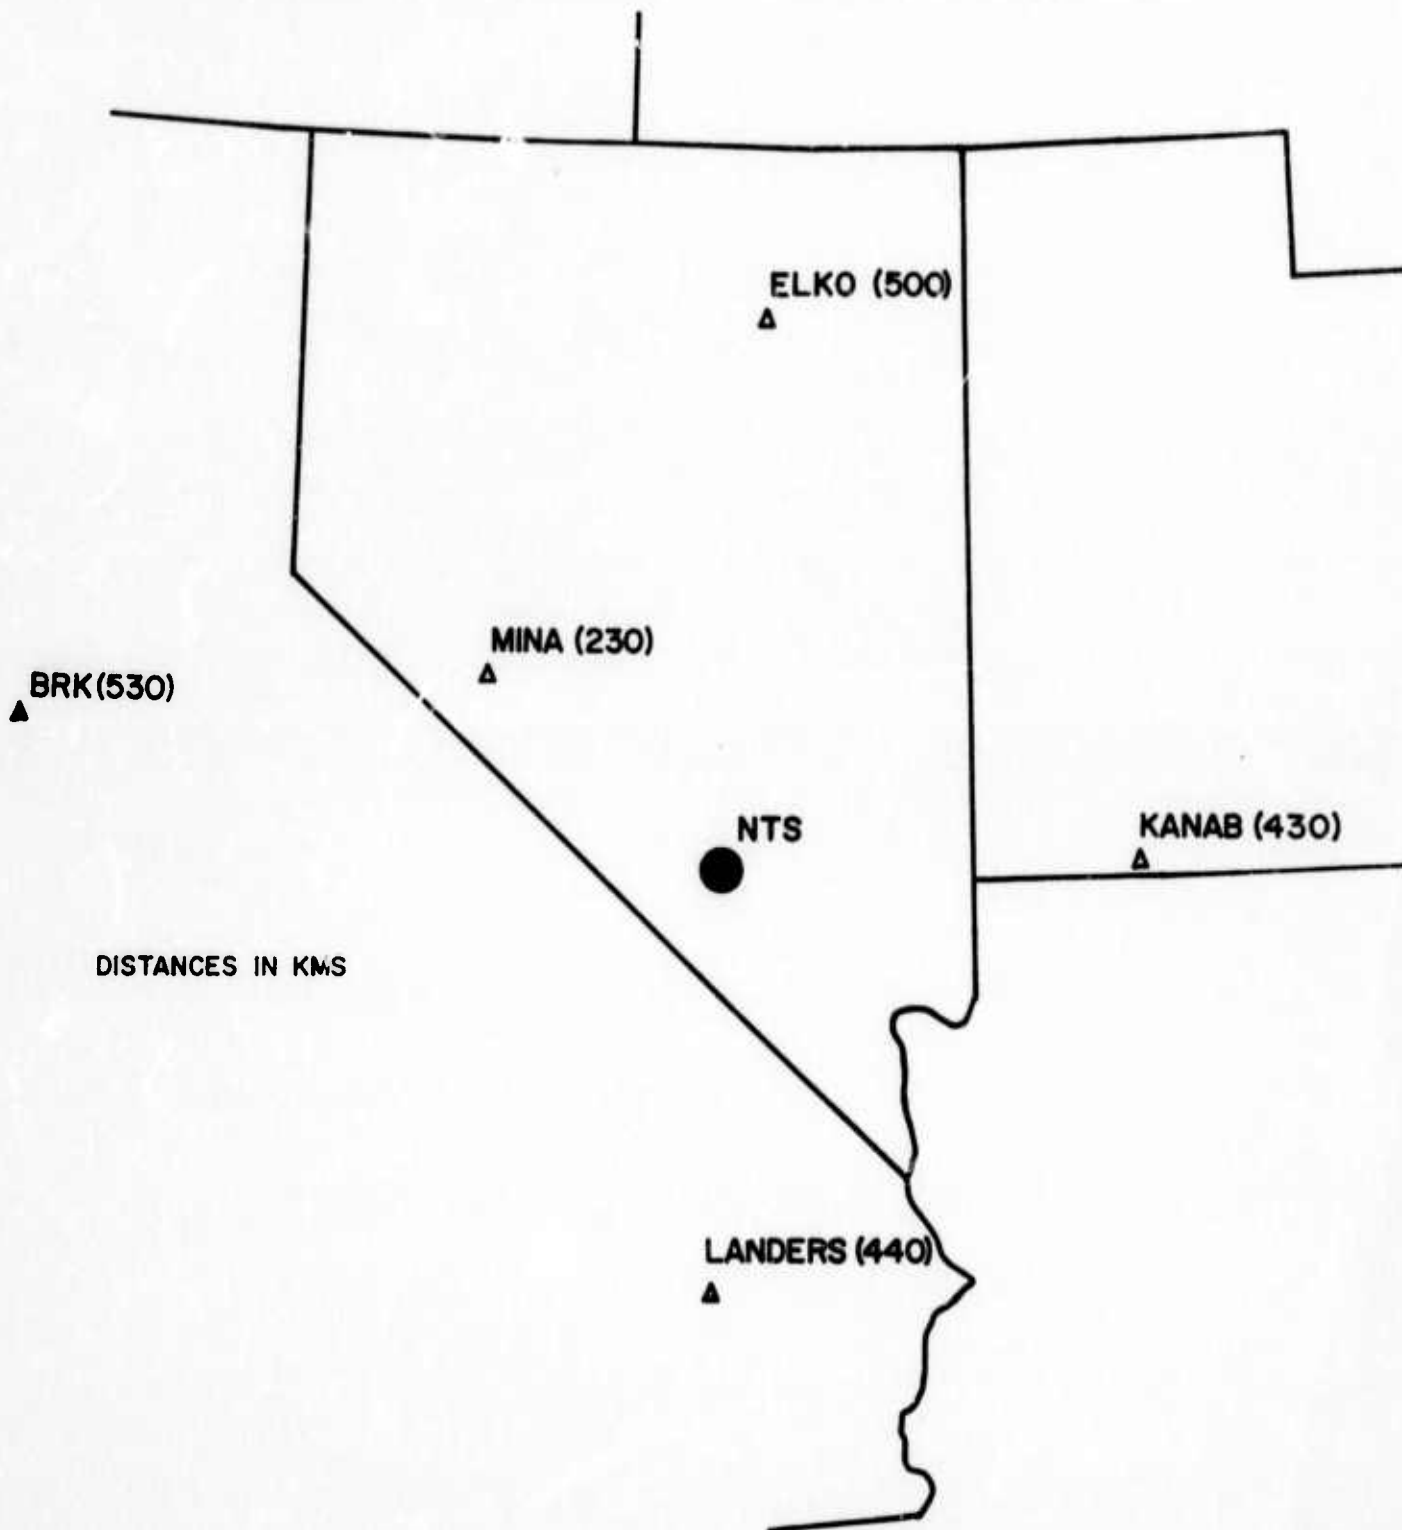 ELKO (500)
MINA (230)
BRK (530)
NTS
KANAB (430)
DISTANCES IN KMS
LANDERS (440)